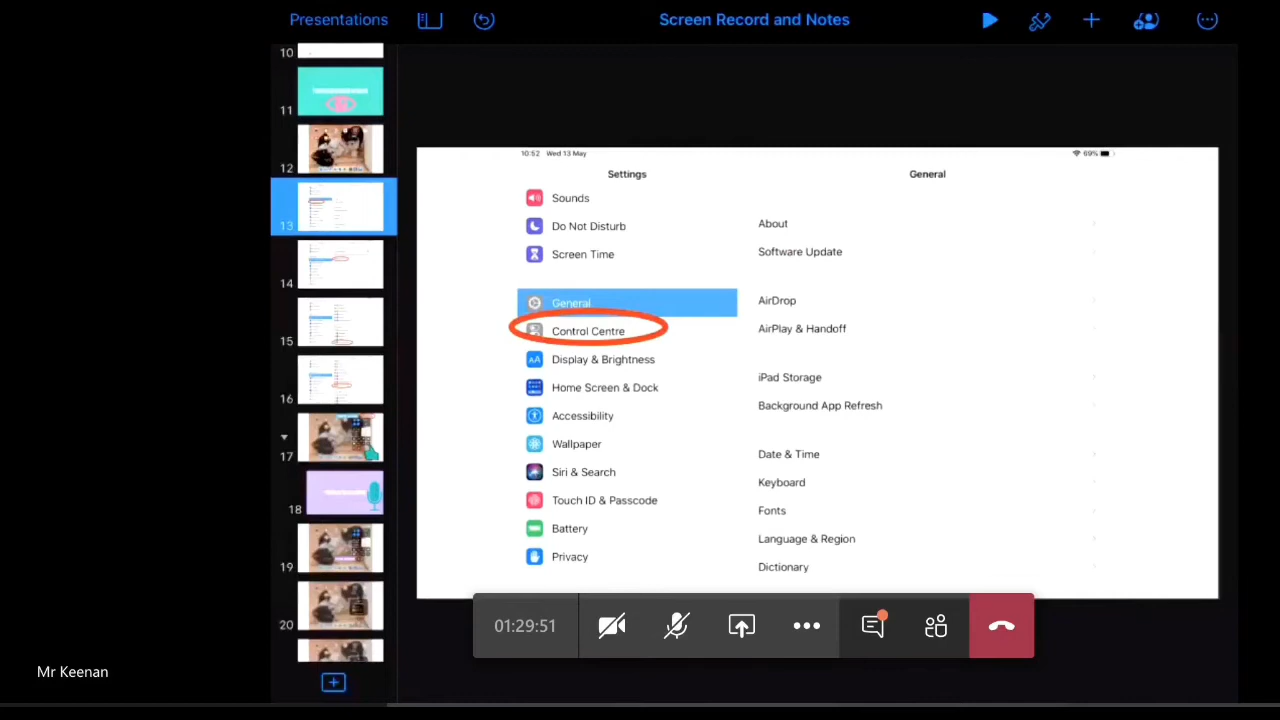 Presentations
Screen Record and Notes
10
11
12
13
14
15
16
17
18
19
20
10:52 Wed 13 May
69%
Settings
Sounds
Do Not Disturb
Screen Time
General
Control Centre
Display & Brightness
Home Screen & Dock
Accessibility
Wallpaper
Siri & Search
Touch ID & Passcode
Battery
Privacy
General
About
Software Update
AirDrop
AirPlay & Handoff
iPad Storage
Background App Refresh
Date & Time
Keyboard
Fonts
Language & Region
Dictionary
01:29:51
Mr Keenan